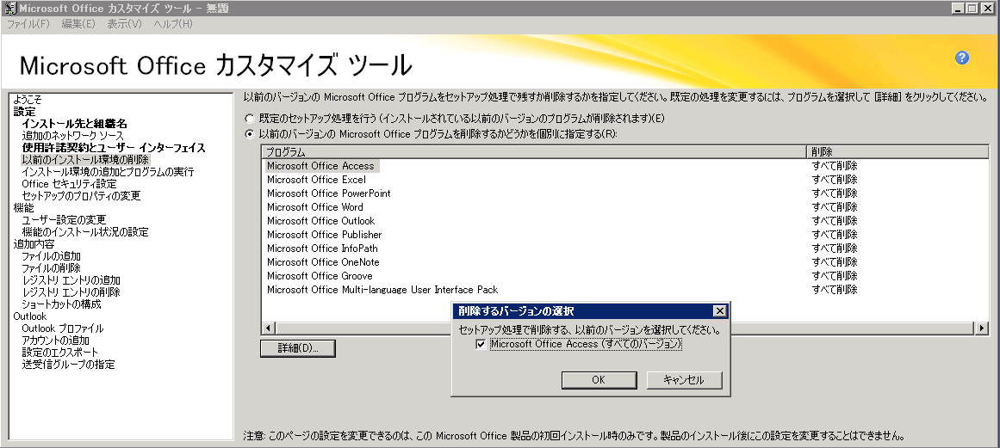 Microsoft Office カスタマイズ ツール - 無題
ファイル(F) 編集(E) 表示(V) ヘルプ(H)
Microsoft Office カスタマイズ ツール
ようこそ
設定
インストール先と組織名
追加のネットワーク ソース
使用許諾契約とユーザー インターフェイス
以前のインストール環境の削除
インストール環境の追加とプログラムの実行
Office セキュリティ設定
セットアップのプロパティの変更
機能
ユーザー設定の変更
機能のインストール状況の設定
追加内容
ファイルの追加
ファイルの削除
レジストリ エントリの追加
レジストリ エントリの削除
ショートカットの構成
Outlook
Outlook プロファイル
アカウントの追加
設定のエクスポート
送受信グループの指定
以前のバージョンの Microsoft Office プログラムをセットアップ処理で残すか削除するかを指定してください。既定の処理を変更するには、プログラムを選択して [詳細] をクリックしてください。
既定のセットアップ処理を行う (インストールされている以前のバージョンのプログラムが削除されます)(E)
以前のバージョンの Microsoft Office プログラムを削除するかどうかを個別に指定する(R):
プログラム 削除
Microsoft Office Access すべて削除
Microsoft Office Excel すべて削除
Microsoft Office PowerPoint すべて削除
Microsoft Office Word すべて削除
Microsoft Office Outlook すべて削除
Microsoft Office Publisher すべて削除
Microsoft Office InfoPath すべて削除
Microsoft Office OneNote すべて削除
Microsoft Office Groove すべて削除
Microsoft Office Multi-language User Interface Pack すべて削除
詳細(D)...
削除するバージョンの選択
セットアップ処理で削除する、以前のバージョンを選択してください。
Microsoft Office Access (すべてのバージョン)
OK キャンセル
注意: このページの設定を変更できるのは、この Microsoft Office 製品の初回インストール時のみです。製品のインストール後にこの設定を変更することはできません。